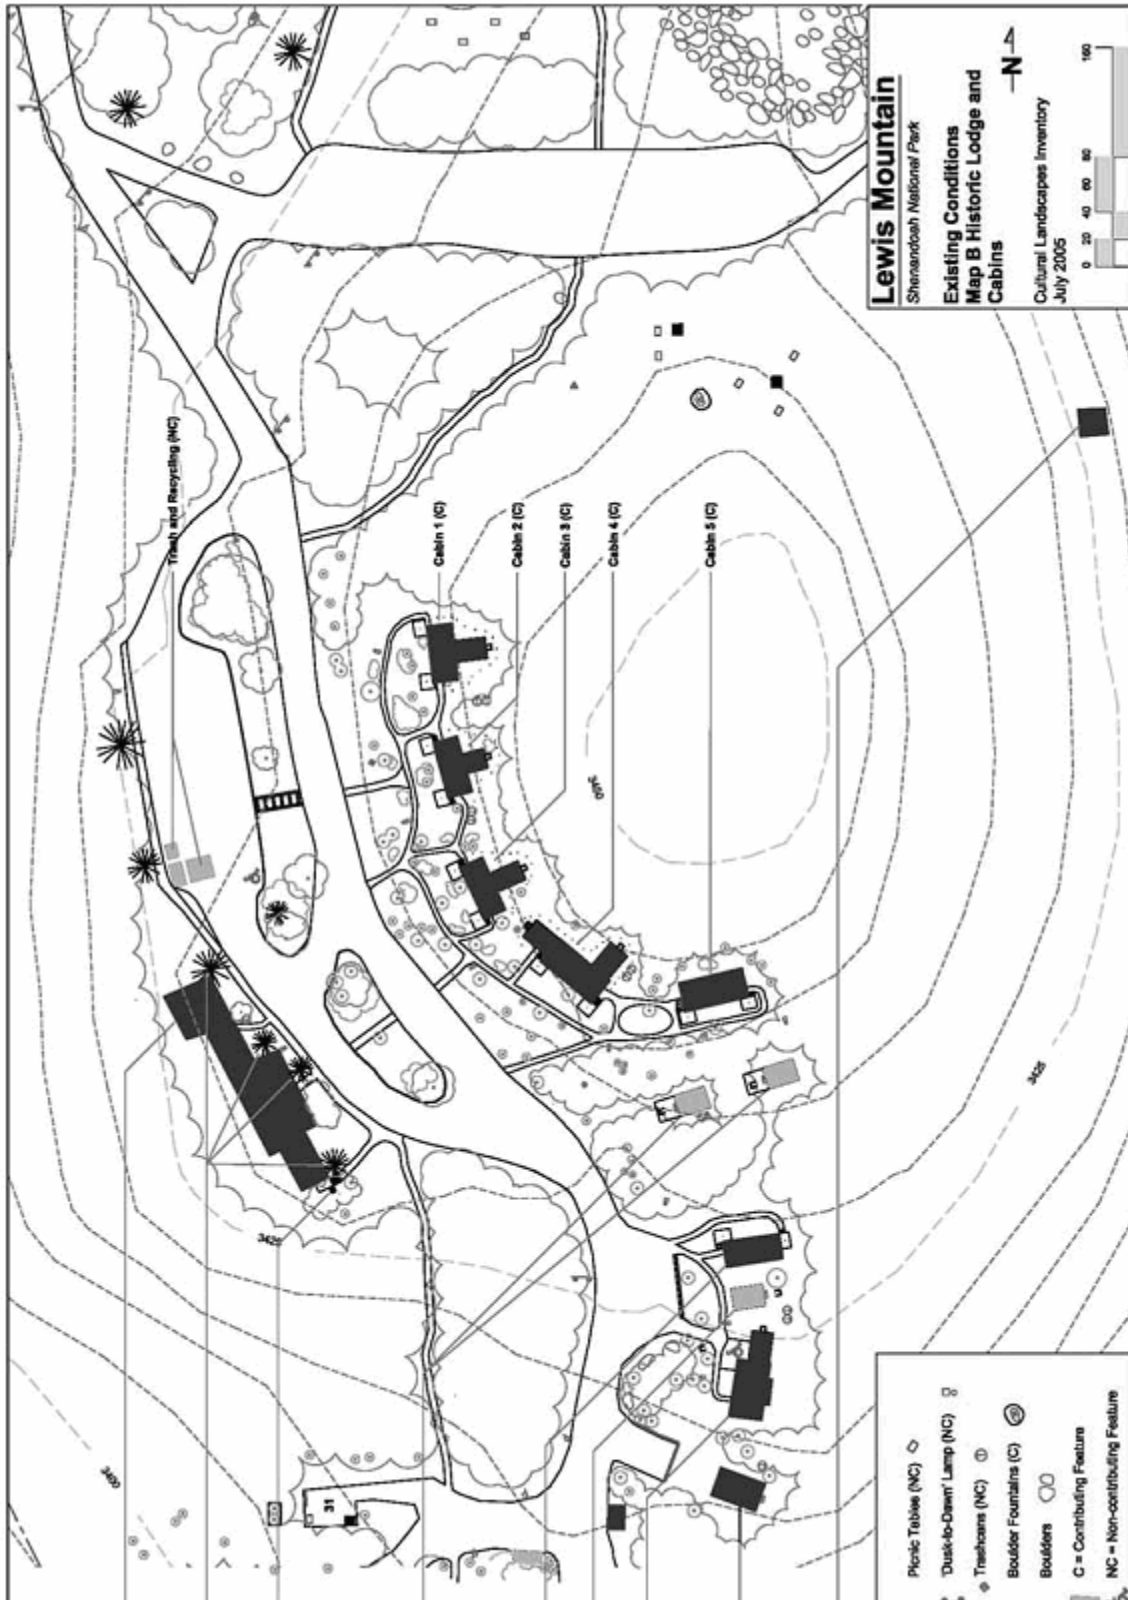 Lewis Mountain
Shenandoah National Park
Existing Conditions
Map B Historic Lodge and
Cabins
N
Cultural Landscapes Inventory
July 2005
0 20 40 60 80 160
Trash and Recycling (NC)
Cabin 1 (C)
Cabin 2 (C)
Cabin 3 (C)
Cabin 4 (C)
Cabin 5 (C)
3450
3425
3425
3400
31
Picnic Tables (NC)
'Dusk-to-Dawn' Lamp (NC)
Trashcans (NC)
Boulder Fountains (C)
Boulders
C = Contributing Feature
NC = Non-contributing Feature